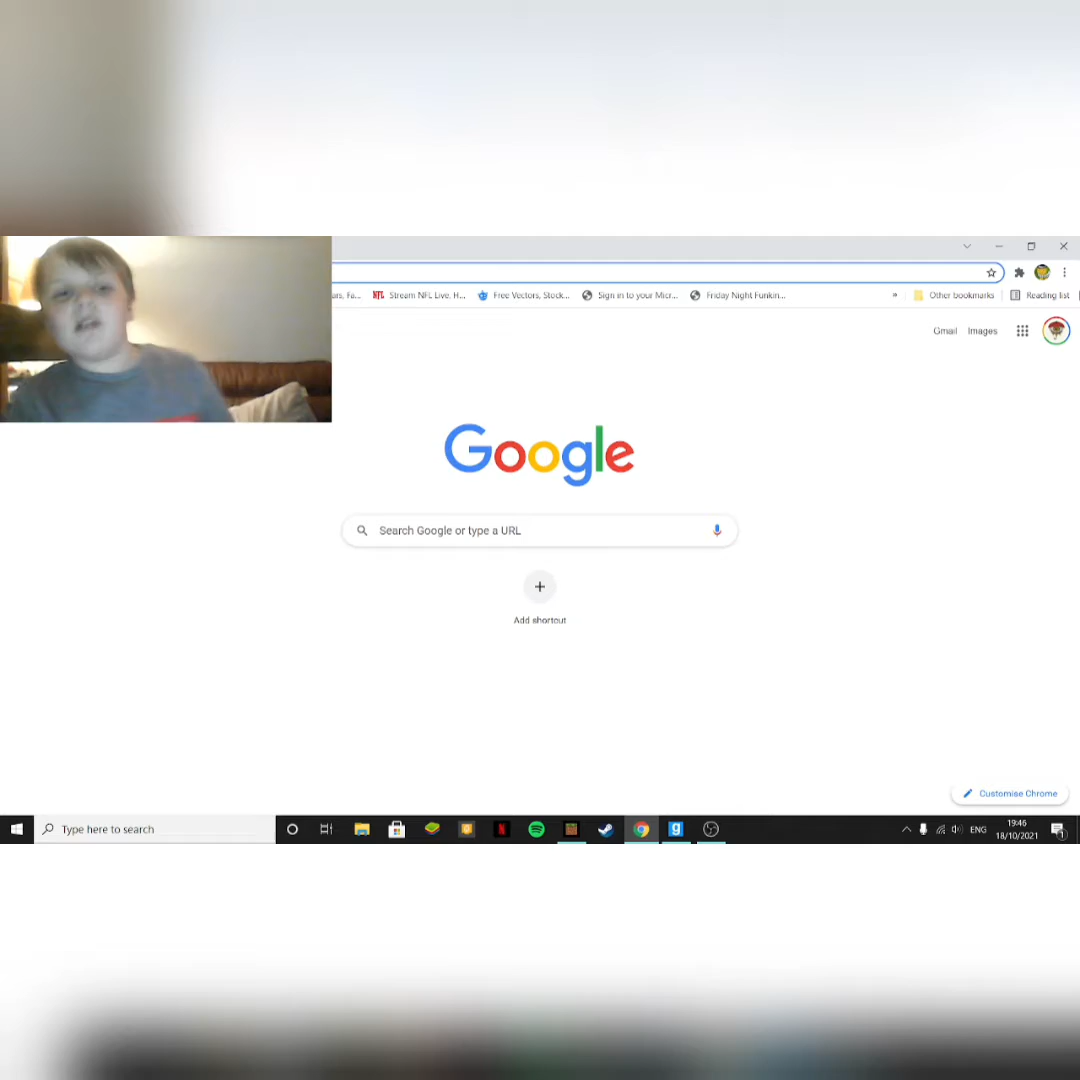 ars, Fa... Stream NFL Live, H... Free Vectors, Stock... Sign in to your Micr... Friday Night Funkin... » Other bookmarks Reading list
Gmail Images
Google
Search Google or type a URL
Add shortcut
Customise Chrome
Type here to search
ENG
19:46
18/10/2021
1